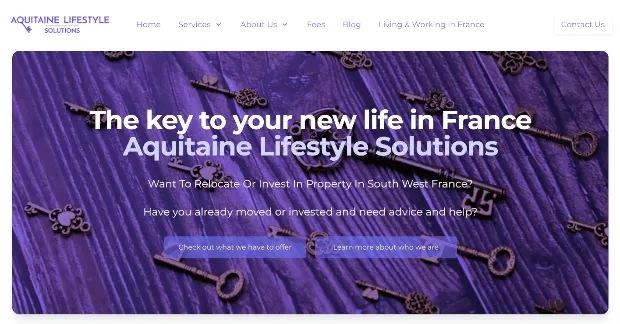 AQUITAINE LIFESTYLE
SOLUTIONS
Home Services About Us Fees Blog Living & Working in France Contact Us
The key to your new life in France
Aquitaine Lifestyle Solutions
Want To Relocate Or Invest In Property In South West France?
Have you already moved or invested and need advice and help?
Check out what we have to offer Learn more about who we are